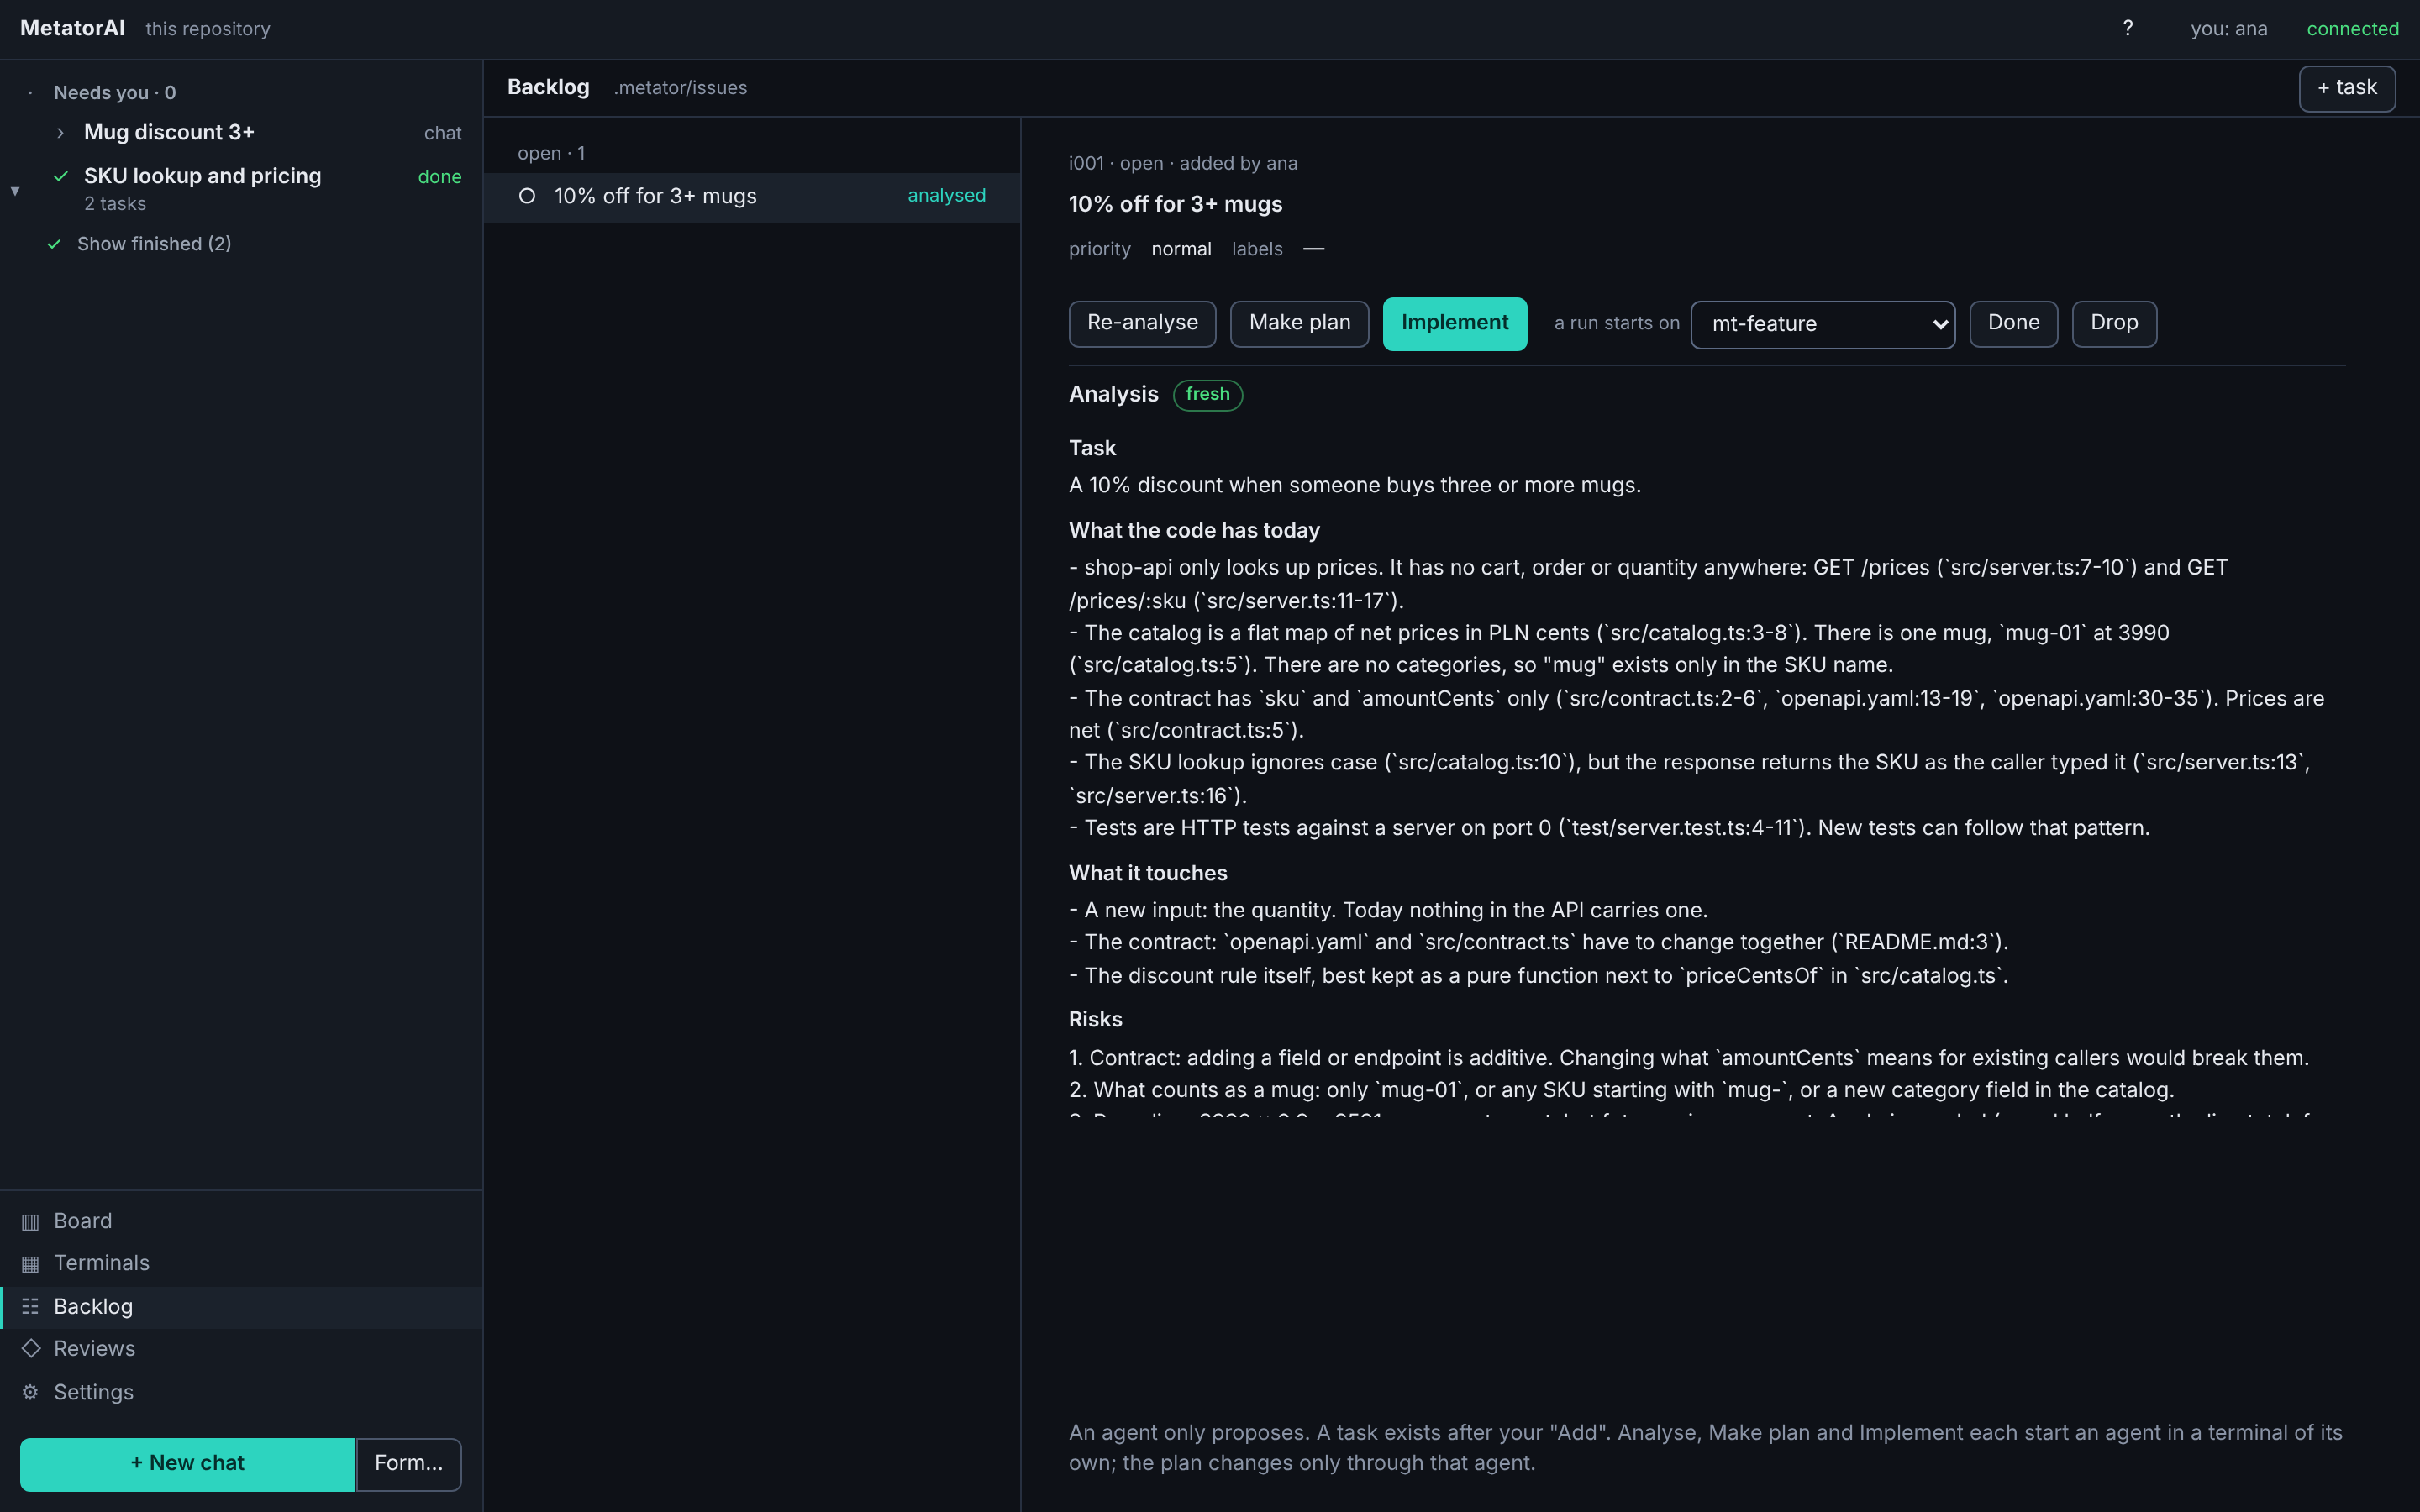 MetatorAI this repository
? you: ana connected
Needs you · 0
Mug discount 3+ chat
SKU lookup and pricing done
2 tasks
Show finished (2)
Board
Terminals
Backlog
Reviews
Settings
+ New chat Form...
Backlog .metator/issues + task
open · 1
10% off for 3+ mugs analysed
i001 · open · added by ana
10% off for 3+ mugs
priority normal labels —
Re-analyse Make plan Implement a run starts on mt-feature Done Drop
Analysis fresh
Task
A 10% discount when someone buys three or more mugs.
What the code has today
- shop-api only looks up prices. It has no cart, order or quantity anywhere: GET /prices (`src/server.ts:7-10`) and GET
/prices/:sku (`src/server.ts:11-17`).
- The catalog is a flat map of net prices in PLN cents (`src/catalog.ts:3-8`). There is one mug, `mug-01` at 3990
(`src/catalog.ts:5`). There are no categories, so "mug" exists only in the SKU name.
- The contract has `sku` and `amountCents` only (`src/contract.ts:2-6`, `openapi.yaml:13-19`, `openapi.yaml:30-35`). Prices are
net (`src/contract.ts:5`).
- The SKU lookup ignores case (`src/catalog.ts:10`), but the response returns the SKU as the caller typed it (`src/server.ts:13`,
`src/server.ts:16`).
- Tests are HTTP tests against a server on port 0 (`test/server.test.ts:4-11`). New tests can follow that pattern.
What it touches
- A new input: the quantity. Today nothing in the API carries one.
- The contract: `openapi.yaml` and `src/contract.ts` have to change together (`README.md:3`).
- The discount rule itself, best kept as a pure function next to `priceCentsOf` in `src/catalog.ts`.
Risks
1. Contract: adding a field or endpoint is additive. Changing what `amountCents` means for existing callers would break them.
2. What counts as a mug: only `mug-01`, or any SKU starting with `mug-`, or a new category field in the catalog.
An agent only proposes. A task exists after your "Add". Analyse, Make plan and Implement each start an agent in a terminal of its
own; the plan changes only through that agent.